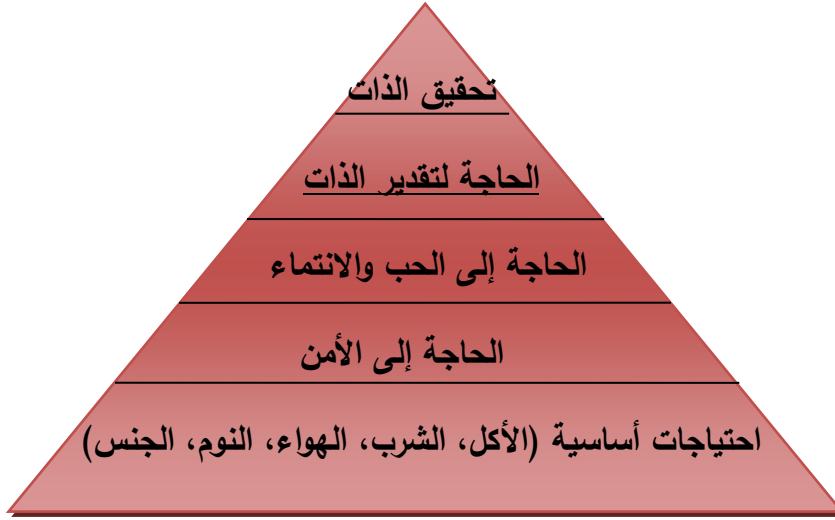 تحقيق الذات
الحاجة لتقدير الذات
الحاجة إلى الحب والانتماء
الحاجة إلى الأمن
احتياجات أساسية (الأكل، الشرب، الهواء، النوم، الجنس)